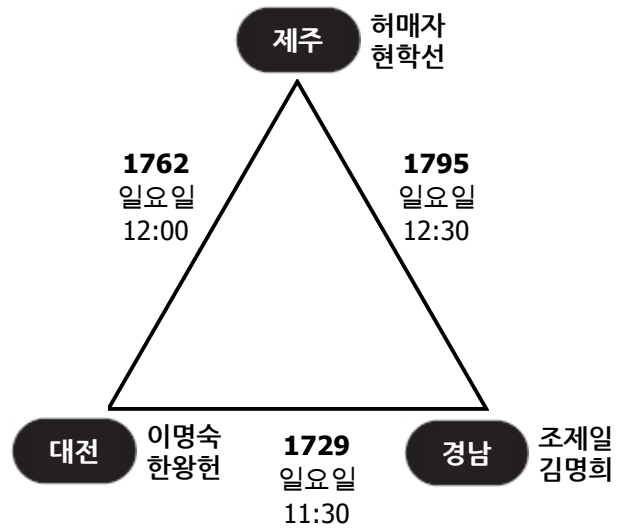 제주
허매자
현학선
1762
일요일
12:00
1795
일요일
12:30
대전
이명숙
한왕헌
1729
일요일
11:30
경남
조제일
김명희